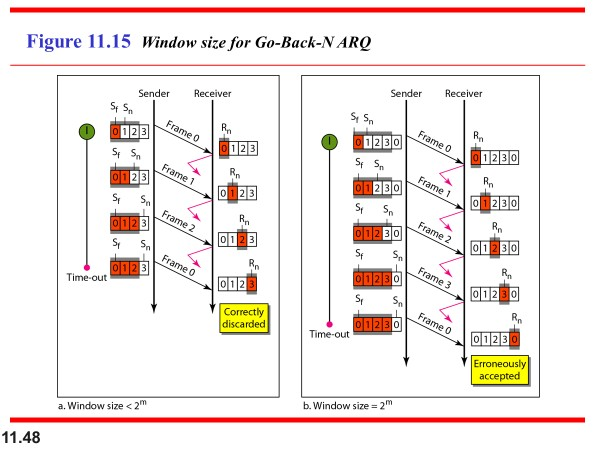 Figure 11.15 Window size for Go-Back-N ARQ
Sender Receiver
Sf Sn
0 1 2 3
Frame 0
Rn
0 1 2 3
Sf Sn
0 1 2 3
Frame 1
Rn
0 1 2 3
Sf Sn
0 1 2 3
Frame 2
Rn
0 1 2 3
Sf Sn
0 1 2 3
Frame 0
Rn
0 1 2 3
Time-out
Correctly
discarded
a. Window size < 2m
Sender Receiver
Sf Sn
0 1 2 3 0
Frame 0
Rn
0 1 2 3 0
Sf Sn
0 1 2 3 0
Frame 1
Rn
0 1 2 3 0
Sf Sn
0 1 2 3 0
Frame 2
Rn
0 1 2 3 0
Sf Sn
0 1 2 3 0
Frame 3
Rn
0 1 2 3 0
Sf Sn
0 1 2 3 0
Frame 0
Rn
0 1 2 3 0
Time-out
Erroneously
accepted
b. Window size = 2m
11.48